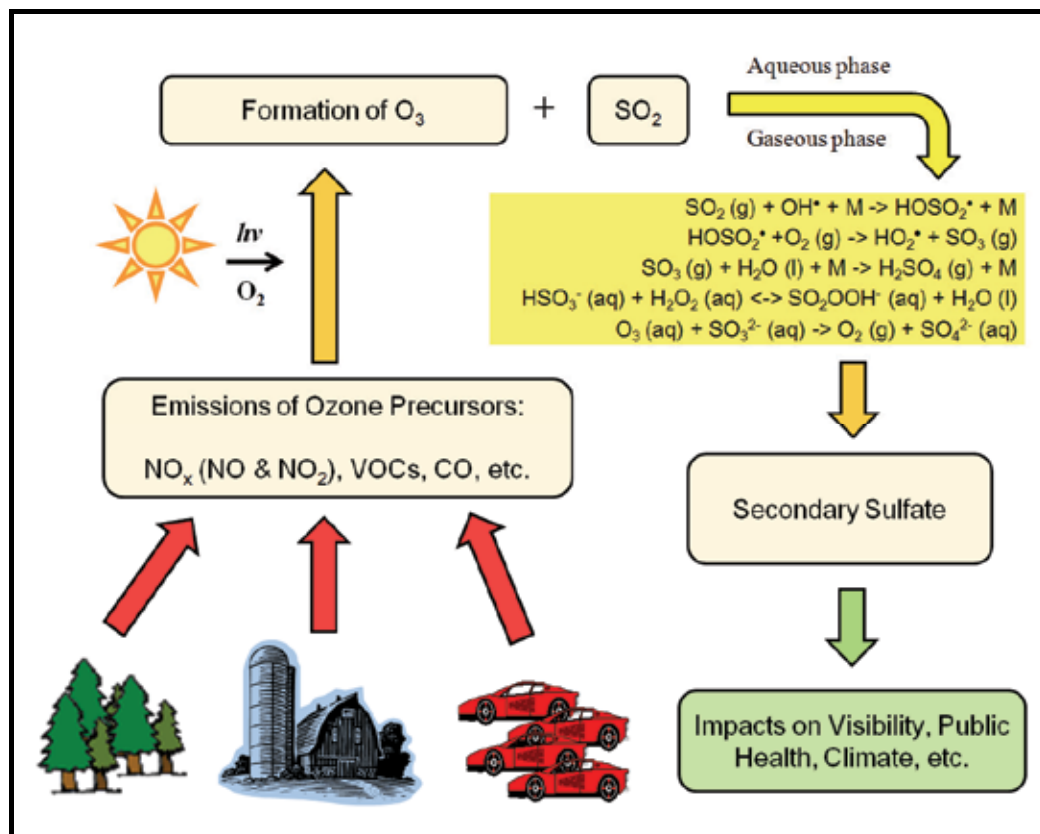 Formation of O₃
+
SO₂
Aqueous phase
Gaseous phase
hν
O₂
SO₂ (g) + OH• + M -> HOSO₂• + M
HOSO₂• +O₂ (g) -> HO₂• + SO₃ (g)
SO₃ (g) + H₂O (l) + M -> H₂SO₄ (g) + M
HSO₃⁻ (aq) + H₂O₂ (aq) <-> SO₂OOH⁻ (aq) + H₂O (l)
O₃ (aq) + SO₃²⁻ (aq) -> O₂ (g) + SO₄²⁻ (aq)
Emissions of Ozone Precursors:
NOₓ (NO & NO₂), VOCs, CO, etc.
Secondary Sulfate
Impacts on Visibility, Public
Health, Climate, etc.